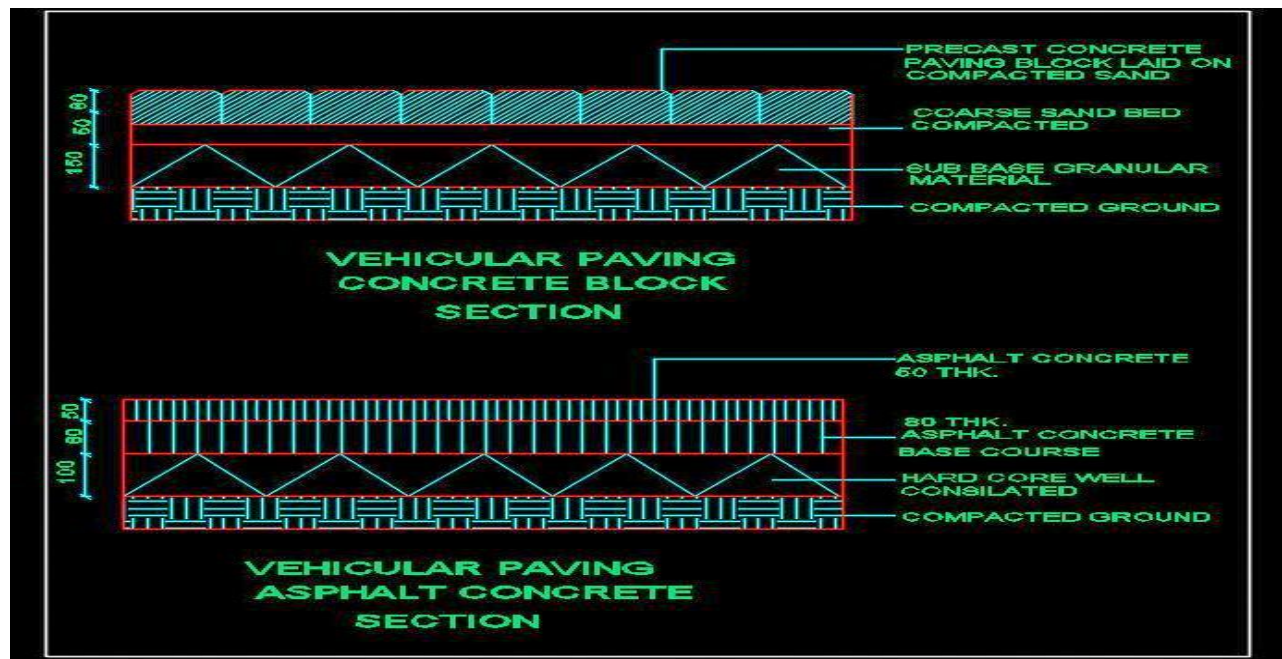 PRECAST CONCRETE
PAVING BLOCK LAID ON
COMPACTED SAND
80
50
150
COARSE SAND BED
COMPACTED
SUB BASE GRANULAR
MATERIAL
COMPACTED GROUND
VEHICULAR PAVING
CONCRETE BLOCK
SECTION
ASPHALT CONCRETE
50 THK.
50
80
100
80 THK.
ASPHALT CONCRETE
BASE COURSE
HARD CORE WELL
CONSILATED
COMPACTED GROUND
VEHICULAR PAVING
ASPHALT CONCRETE
SECTION